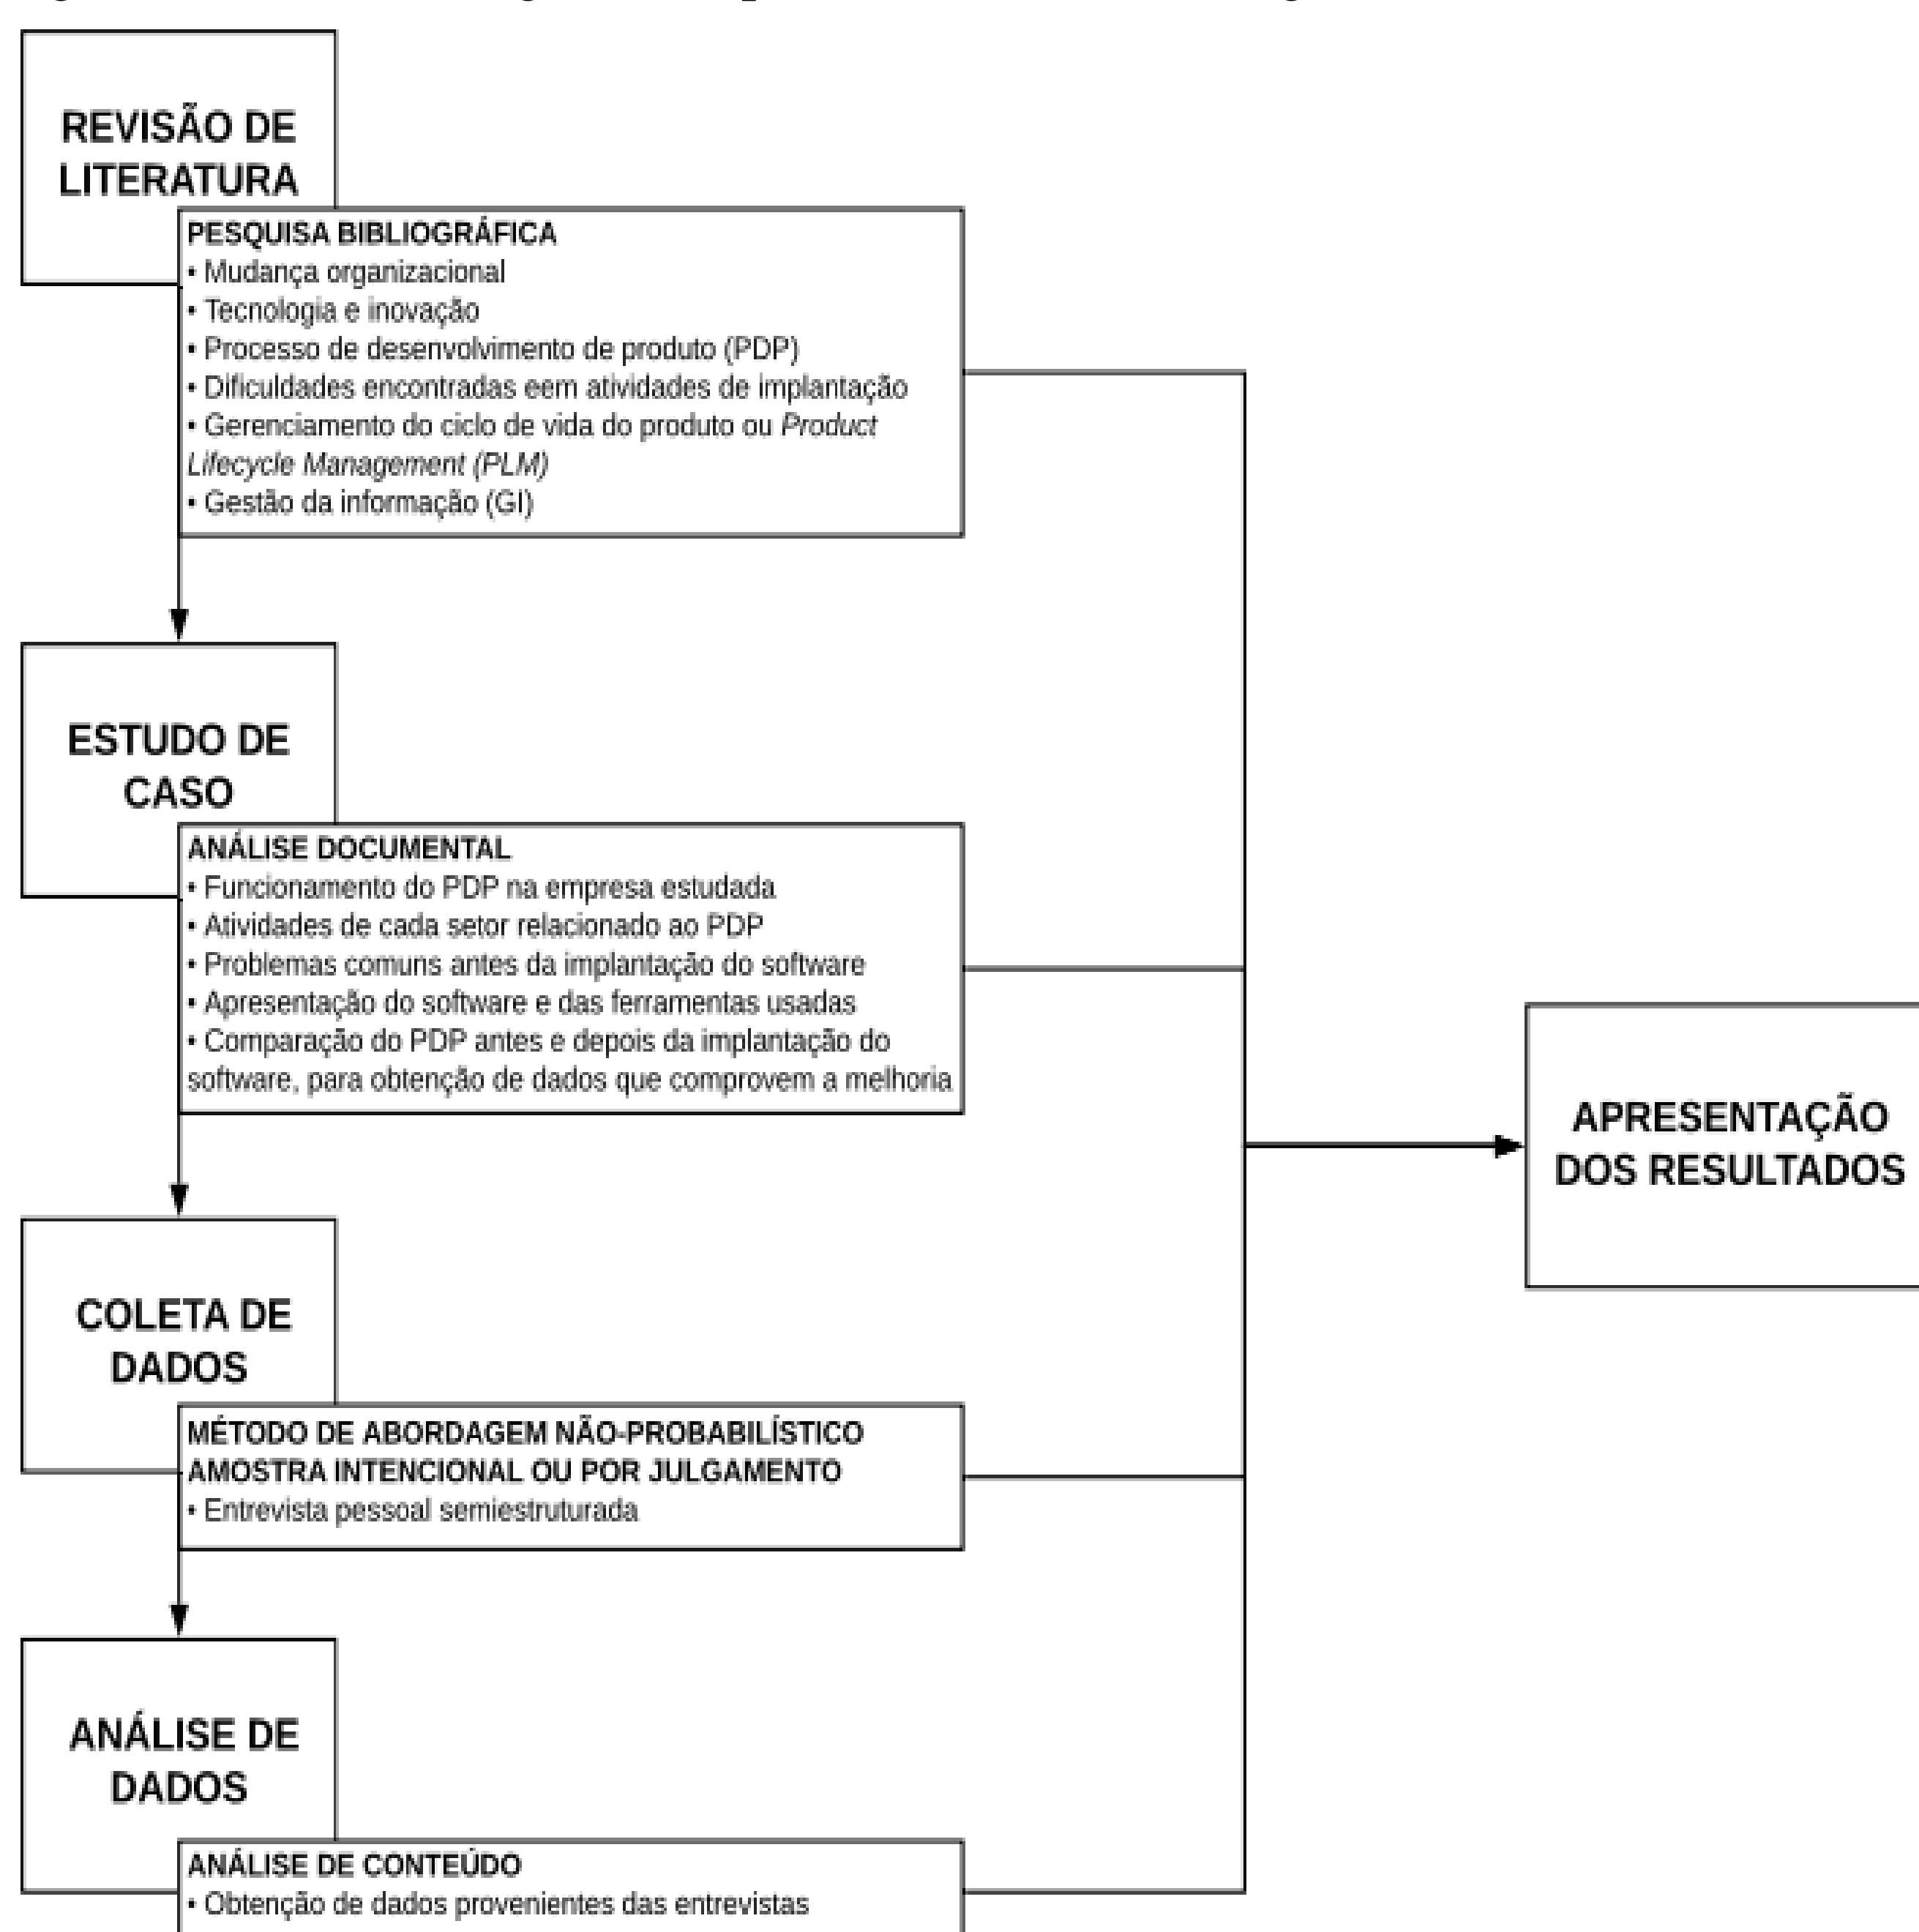 REVISÃO DE
LITERATURA
PESQUISA BIBLIOGRÁFICA
• Mudança organizacional
• Tecnologia e inovação
• Processo de desenvolvimento de produto (PDP)
• Dificuldades encontradas eem atividades de implantação
• Gerenciamento do ciclo de vida do produto ou Product
Lifecycle Management (PLM)
• Gestão da informação (GI)
ESTUDO DE
CASO
ANÁLISE DOCUMENTAL
• Funcionamento do PDP na empresa estudada
• Atividades de cada setor relacionado ao PDP
• Problemas comuns antes da implantação do software
• Apresentação do software e das ferramentas usadas
• Comparação do PDP antes e depois da implantação do
software, para obtenção de dados que comprovem a melhoria
APRESENTAÇÃO
DOS RESULTADOS
COLETA DE
DADOS
MÉTODO DE ABORDAGEM NÃO-PROBABILÍSTICO
AMOSTRA INTENCIONAL OU POR JULGAMENTO
• Entrevista pessoal semiestruturada
ANÁLISE DE
DADOS
ANÁLISE DE CONTEÚDO
• Obtenção de dados provenientes das entrevistas